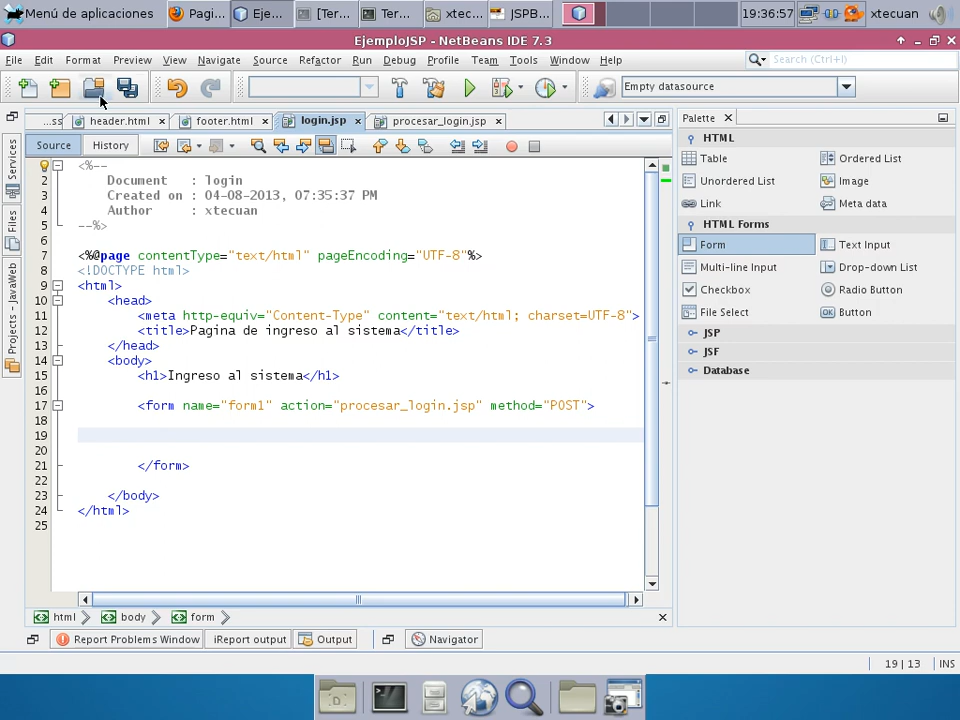 Menú de aplicaciones
Pagi...
Eje...
[Ter...
Ter...
xtec...
JSPB...
19:36:57
xtecuan
EjemploJSP - NetBeans IDE 7.3
File Edit Format Preview View Navigate Source Refactor Run Debug Profile Team Tools Window Help
Search (Ctrl+I)
Empty datasource
...ss header.html footer.html login.jsp procesar_login.jsp
Source History
Services
Files
Projects - JavaWeb
<%--
2 Document : login
3 Created on : 04-08-2013, 07:35:37 PM
4 Author : xtecuan
5 --%>
6
7 <%@page contentType="text/html" pageEncoding="UTF-8"%>
8 <!DOCTYPE html>
9 <html>
10 <head>
11 <meta http-equiv="Content-Type" content="text/html; charset=UTF-8">
12 <title>Pagina de ingreso al sistema</title>
13 </head>
14 <body>
15 <h1>Ingreso al sistema</h1>
16
17 <form name="form1" action="procesar_login.jsp" method="POST">
18
19
20
21 </form>
22
23 </body>
24 </html>
25
Palette
HTML
Table Ordered List
Unordered List Image
Link Meta data
HTML Forms
Form Text Input
Multi-line Input Drop-down List
Checkbox Radio Button
File Select OK Button
JSP
JSF
Database
html body form
Report Problems Window iReport output Output Navigator
19 | 13 INS